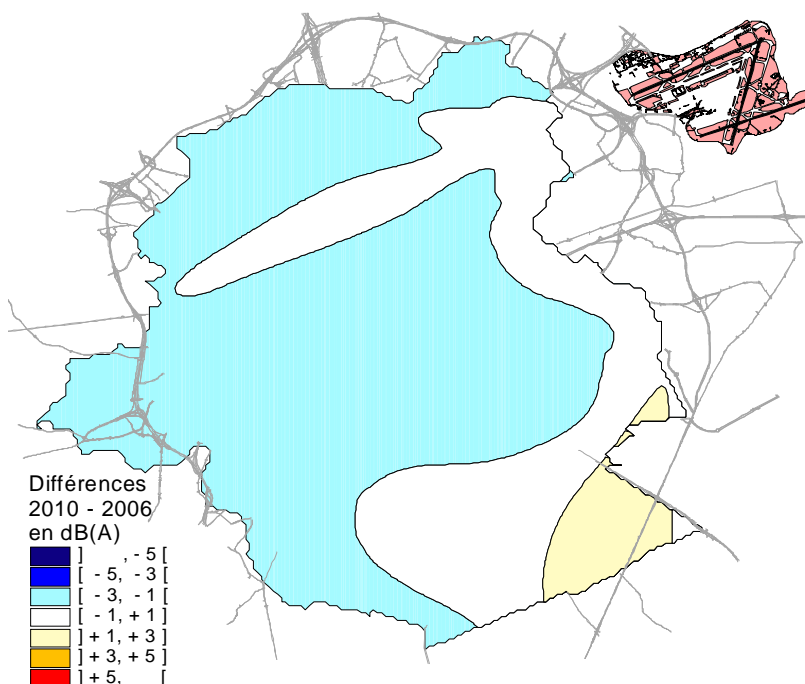 Différences
2010 - 2006
en dB(A)
] , - 5 [
[ - 5, - 3 [
[ - 3, - 1 [
[ - 1, + 1 ]
] + 1, + 3 ]
] + 3, + 5 ]
] + 5, [